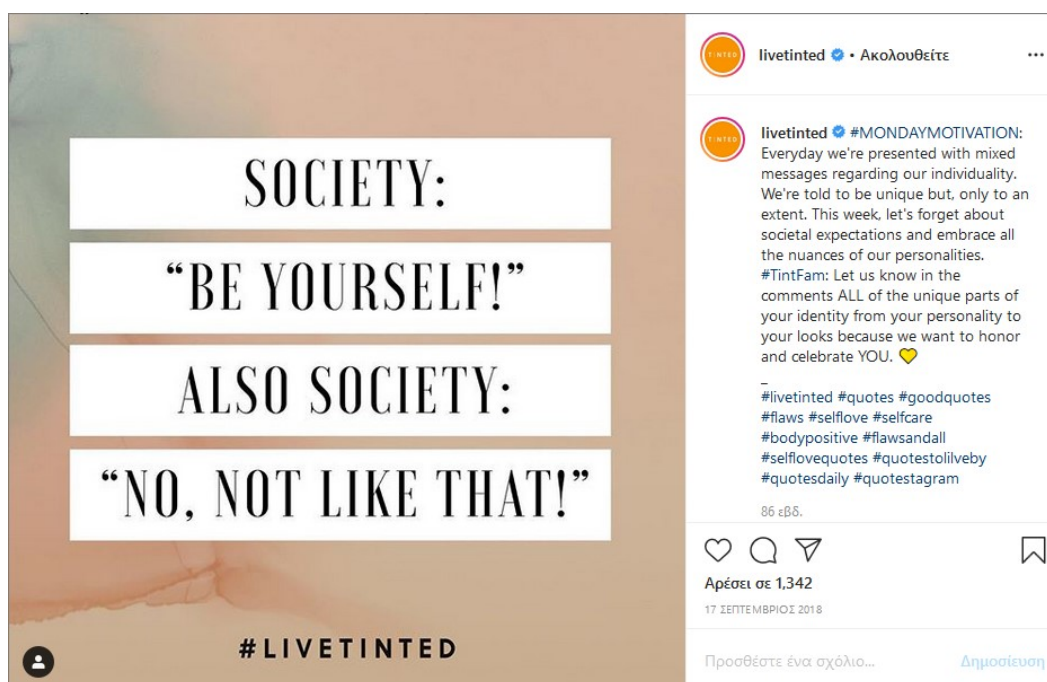 SOCIETY:
“BE YOURSELF!”
ALSO SOCIETY:
“NO, NOT LIKE THAT!”
#LIVETINTED
TINTED
livetinted • Ακολουθείτε
TINTED
livetinted #MONDAYMOTIVATION:
Everyday we're presented with mixed
messages regarding our individuality.
We're told to be unique but, only to an
extent. This week, let's forget about
societal expectations and embrace all
the nuances of our personalities.
#TintFam: Let us know in the
comments ALL of the unique parts of
your identity from your personality to
your looks because we want to honor
and celebrate YOU. 💛
_
#livetinted #quotes #goodquotes
#flaws #selflove #selfcare
#bodypositive #flawsandall
#selflovequotes #quotestolilveby
#quotesdaily #quotestagram
86 εβδ.
Αρέσει σε 1,342
17 ΣΕΠΤΕΜΒΡΙΟΣ 2018
Προσθέστε ένα σχόλιο... Δημοσίευση